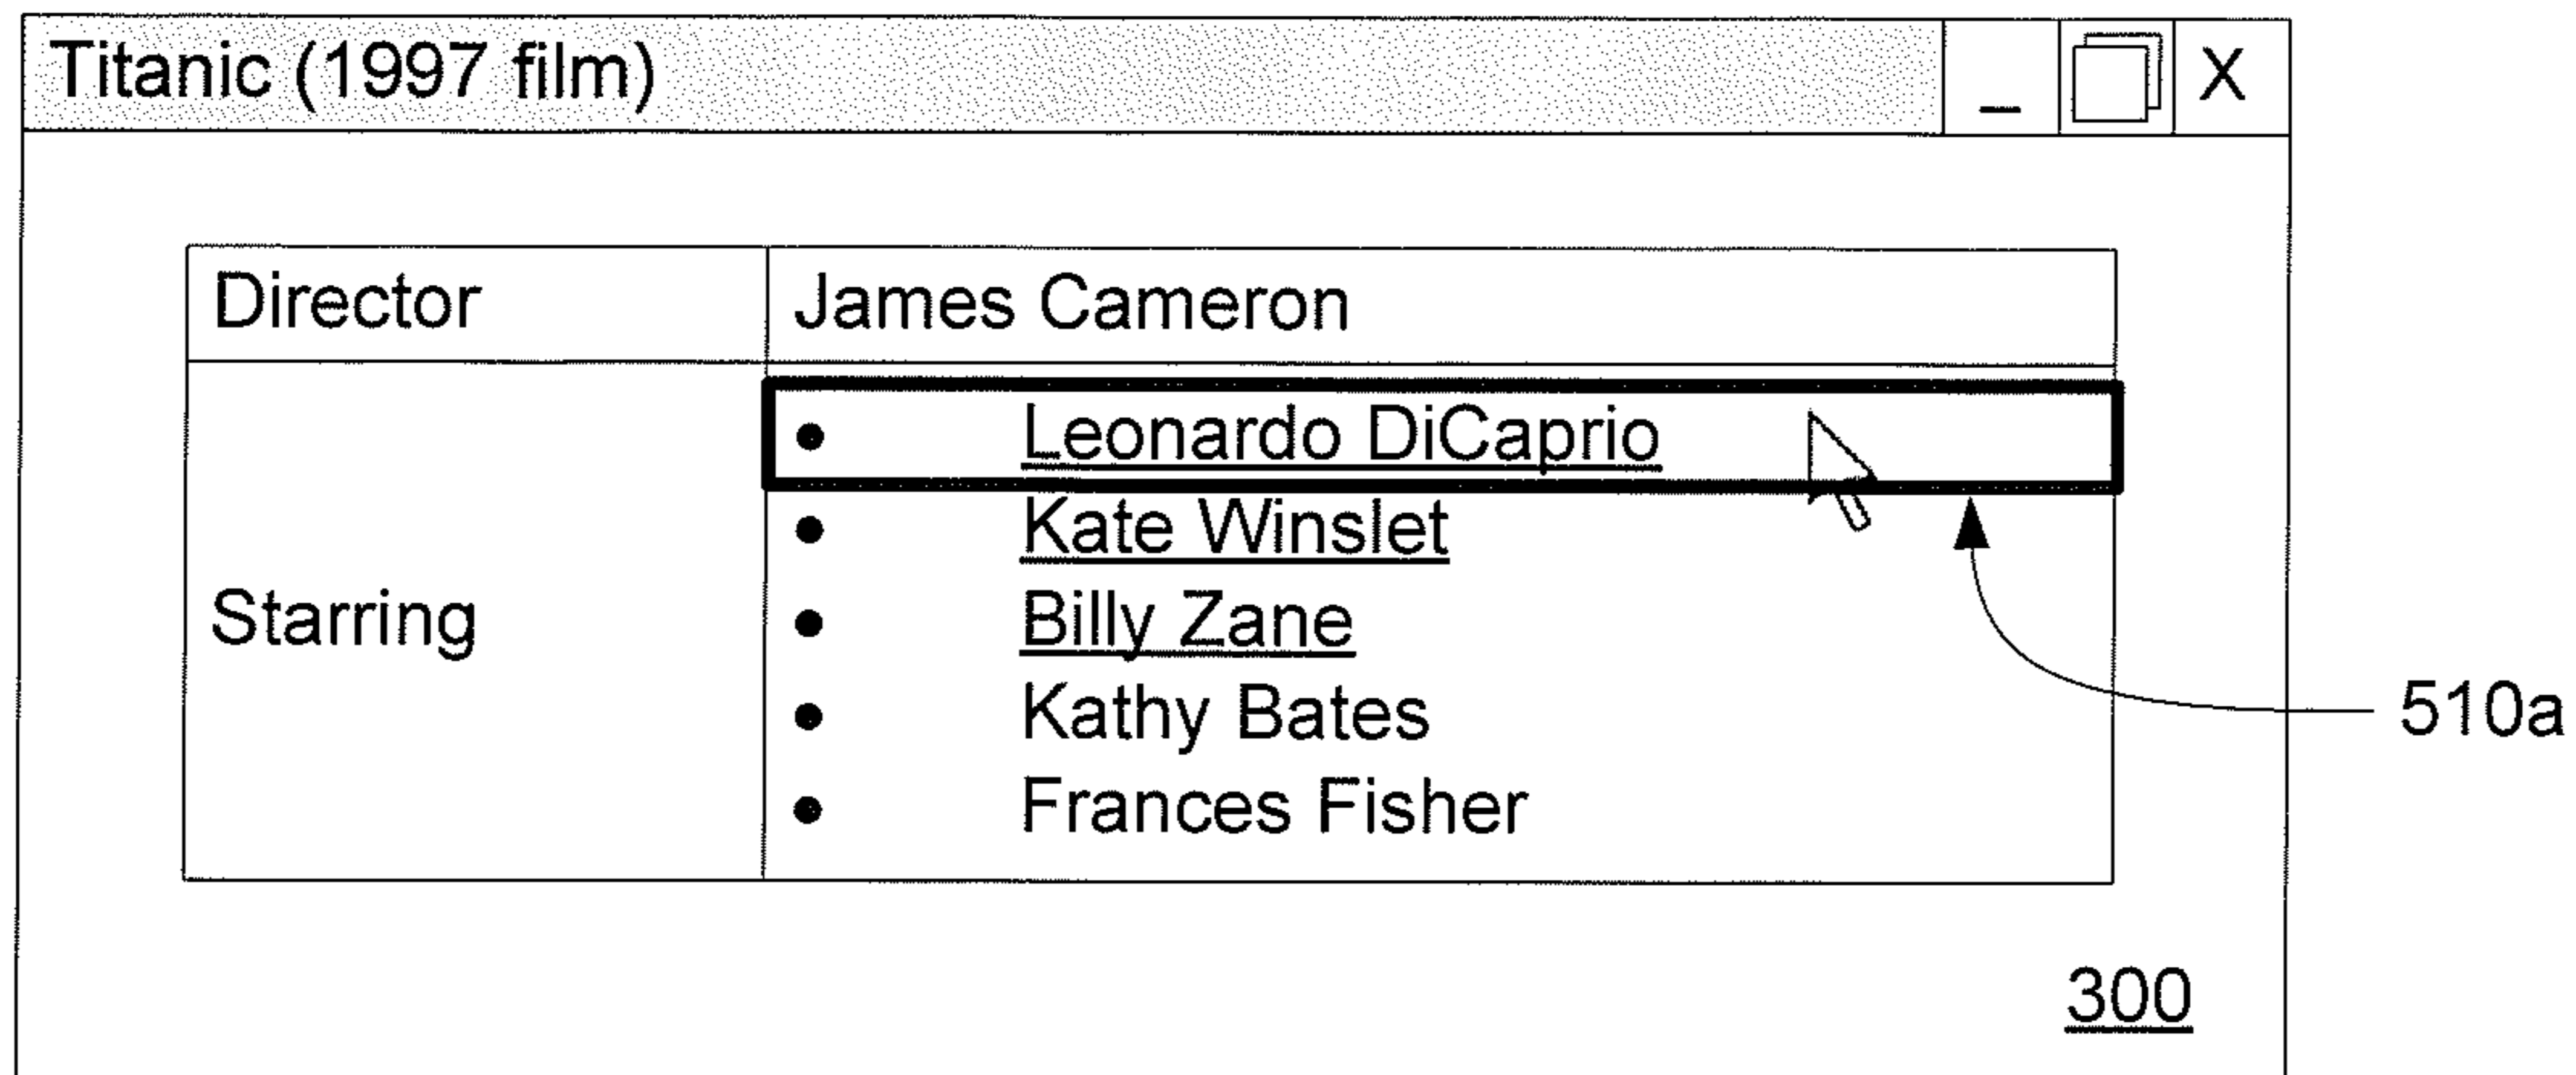 Titanic (1997 film) _ X
Director James Cameron
• Leonardo DiCaprio
• Kate Winslet
Starring • Billy Zane
• Kathy Bates
510a
• Frances Fisher
300